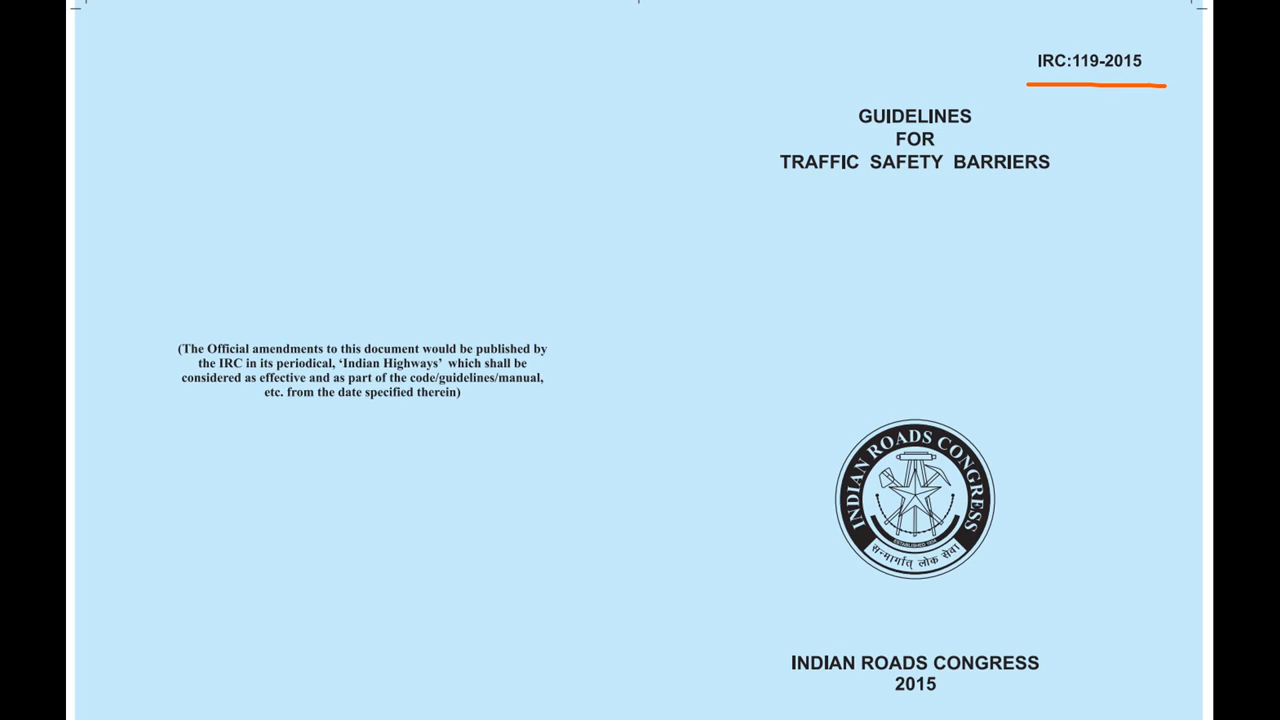 IRC:119-2015
GUIDELINES
FOR
TRAFFIC SAFETY BARRIERS
(The Official amendments to this document would be published by
the IRC in its periodical, ‘Indian Highways’ which shall be
considered as effective and as part of the code/guidelines/manual,
etc. from the date specified therein)
INDIAN ROADS CONGRESS
ESTABLISHED 1934
सन्मार्गात् लोक सेवा
INDIAN ROADS CONGRESS
2015